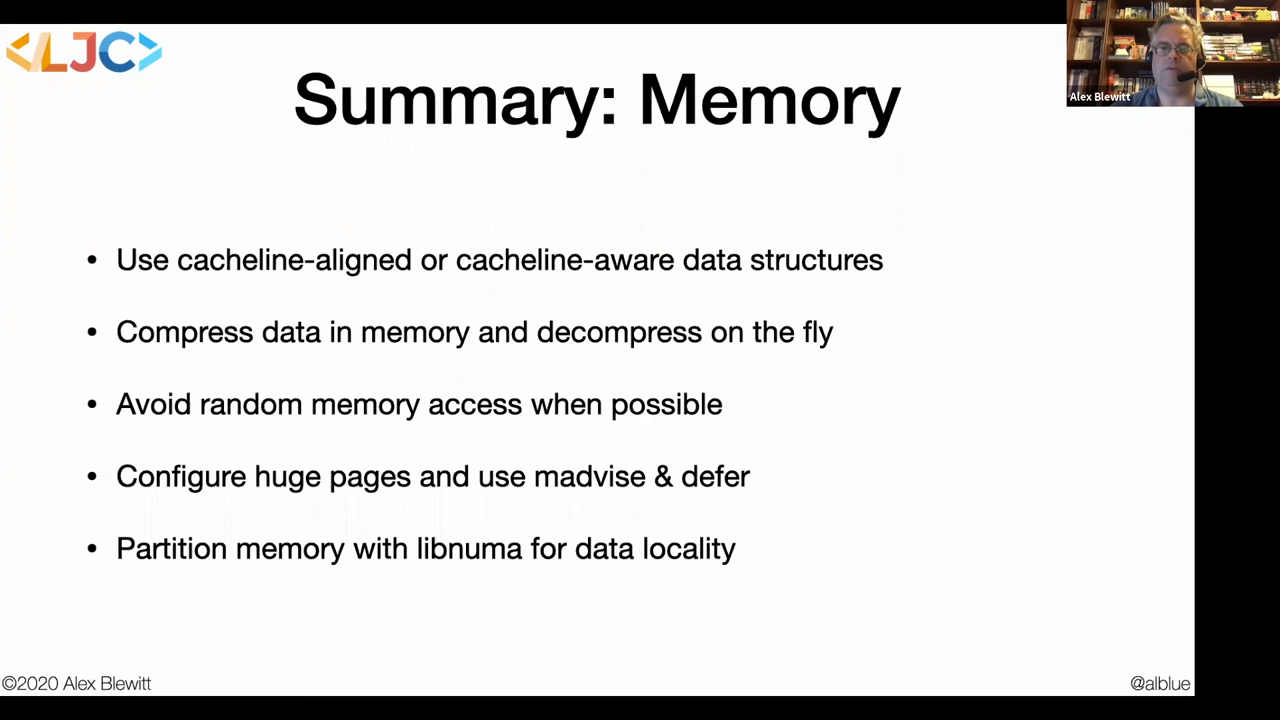 <LJC>
Alex Blewitt
Summary: Memory
• Use cacheline-aligned or cacheline-aware data structures
• Compress data in memory and decompress on the fly
• Avoid random memory access when possible
• Configure huge pages and use madvise & defer
• Partition memory with libnuma for data locality
©2020 Alex Blewitt
@alblue